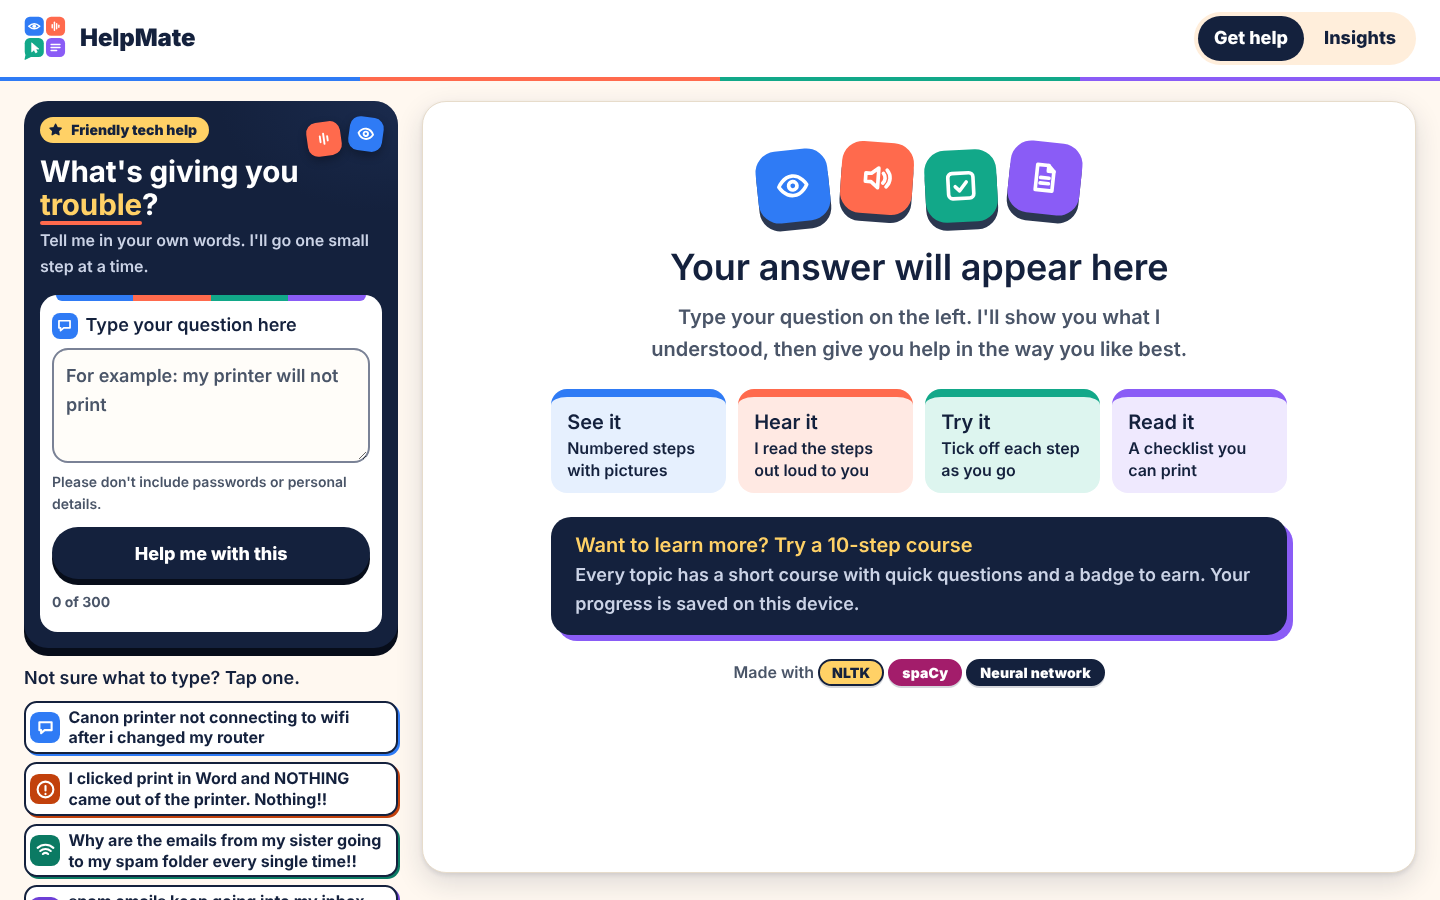 HelpMate
Get help
Insights
Friendly tech help
What's giving you
trouble?
Tell me in your own words. I'll go one small
step at a time.
Type your question here
For example: my printer will not
print
Please don't include passwords or personal
details.
Help me with this
0 of 300
Not sure what to type? Tap one.
Canon printer not connecting to wifi
after i changed my router
I clicked print in Word and NOTHING
came out of the printer. Nothing!!
Why are the emails from my sister going
to my spam folder every single time!!
spam emails keep going into my inbox
Your answer will appear here
Type your question on the left. I'll show you what I
understood, then give you help in the way you like best.
See it
Numbered steps
with pictures
Hear it
I read the steps
out loud to you
Try it
Tick off each step
as you go
Read it
A checklist you
can print
Want to learn more? Try a 10-step course
Every topic has a short course with quick questions and a badge to earn. Your
progress is saved on this device.
Made with NLTK spaCy Neural network